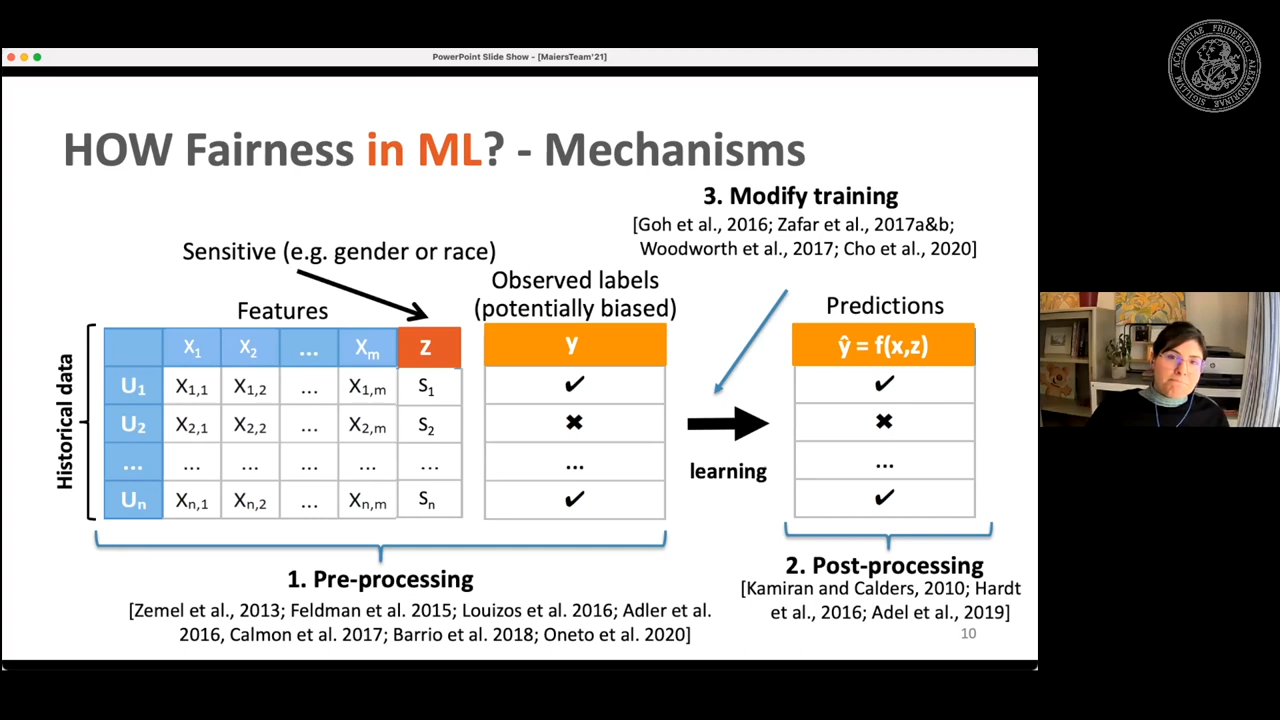 PowerPoint Slide Show - [MaiersTeam'21]
ACADEMIAE FRIDERICO ALEXANDRINAE SIGILLVM
HOW Fairness in ML? - Mechanisms
3. Modify training
[Goh et al., 2016; Zafar et al., 2017a&b;
Woodworth et al., 2017; Cho et al., 2020]
Sensitive (e.g. gender or race)
Observed labels
(potentially biased)
Features
Predictions
Historical data
X1 X2 ... Xm Z y ŷ = f(x,z)
U1 X1,1 X1,2 ... X1,m S1 ✔ ✔
U2 X2,1 X2,2 ... X2,m S2 ✖ ✖
... ... ... ... ... ... ... ...
Un Xn,1 Xn,2 ... Xn,m Sn ✔ ✔
learning
1. Pre-processing
[Zemel et al., 2013; Feldman et al. 2015; Louizos et al. 2016; Adler et al.
2016, Calmon et al. 2017; Barrio et al. 2018; Oneto et al. 2020]
2. Post-processing
[Kamiran and Calders, 2010; Hardt
et al., 2016; Adel et al., 2019]
10